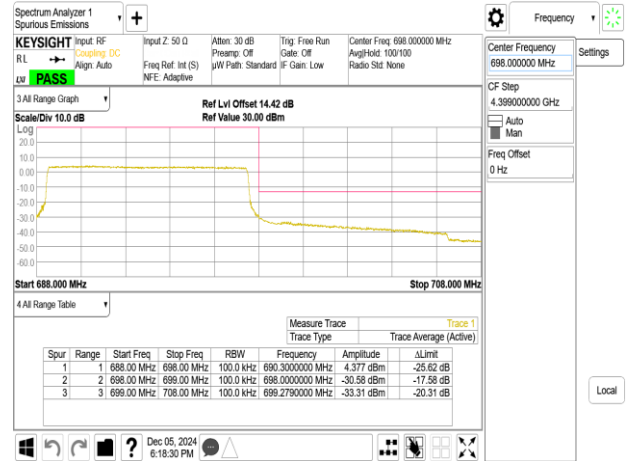 Spectrum Analyzer 1
Spurious Emissions
+
Frequency
KEYSIGHT
RL
LXI
PASS
Input: RF
Coupling: DC
Align: Auto
Input Z: 50 Ω
Freq Ref: Int (S)
NFE: Adaptive
Atten: 30 dB
Preamp: Off
µW Path: Standard
Trig: Free Run
Gate: Off
IF Gain: Low
Center Freq: 698.000000 MHz
Avg|Hold: 100/100
Radio Std: None
Center Frequency
698.000000 MHz
Settings
CF Step
4.399000000 GHz
Auto
Man
Freq Offset
0 Hz
Local
3 All Range Graph
Scale/Div 10.0 dB
Ref Lvl Offset 14.42 dB
Ref Value 30.00 dBm
Log
20.0
10.0
0.00
-10.0
-20.0
-30.0
-40.0
-50.0
-60.0
Start 688.000 MHz
Stop 708.000 MHz
4 All Range Table
Measure Trace Trace 1
Trace Type Trace Average (Active)
Spur Range Start Freq Stop Freq RBW Frequency Amplitude ΔLimit
1 1 688.00 MHz 698.00 MHz 100.0 kHz 690.3000000 MHz 4.377 dBm -25.62 dB
2 2 698.00 MHz 699.00 MHz 100.0 kHz 698.0000000 MHz -30.58 dBm -17.58 dB
3 3 699.00 MHz 708.00 MHz 100.0 kHz 699.2790000 MHz -33.31 dBm -20.31 dB
?
Dec 05, 2024
6:18:30 PM